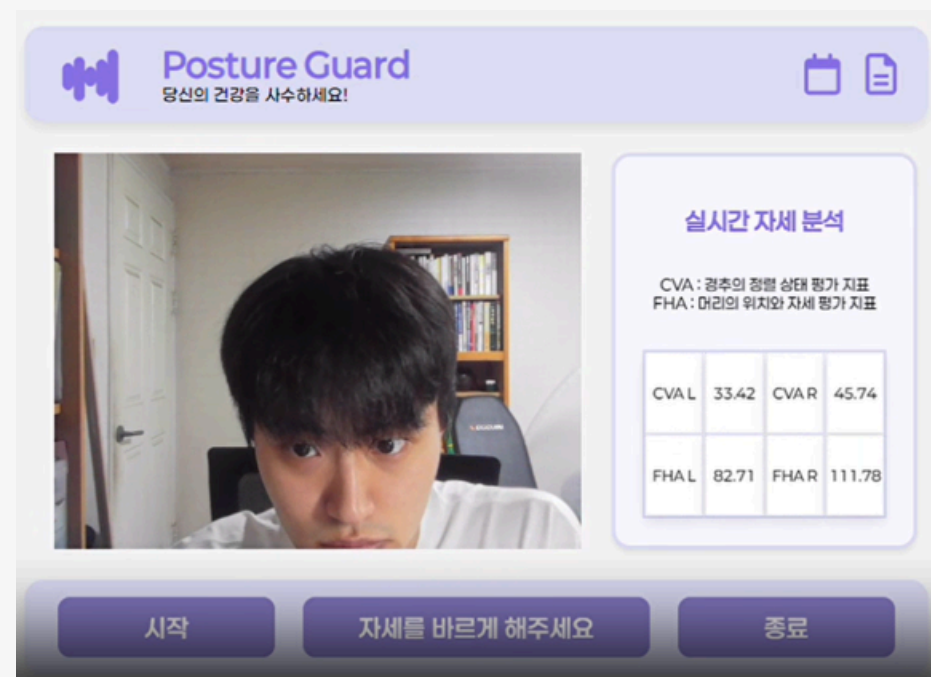 Posture Guard
당신의 건강을 사수하세요!
실시간 자세 분석
CVA : 경추의 정렬 상태 평가 지표
FHA : 머리의 위치와 자세 평가 지표
CVA L 33.42 CVA R 45.74
FHA L 82.71 FHA R 111.78
시작 자세를 바르게 해주세요 종료